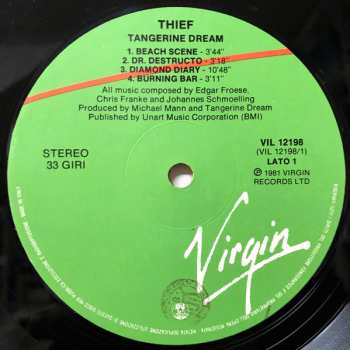 THIEF
TANGERINE DREAM
1. BEACH SCENE - 3'44"
2. DR. DESTRUCTO - 3'21"
3. DIAMOND DIARY - 10'48"
4. BURNING BAR - 3'11"
All music composed by Edgar Froese,
Chris Franke and Johannes Schmoelling
Produced by Michael Mann and Tangerine Dream
Published by Unart Music Corporation (BMI)
STEREO
33 GIRI
VIL 12198
(VIL 12198/1)
LATO 1
℗ 1981 VIRGIN
RECORDS LTD
Virgin